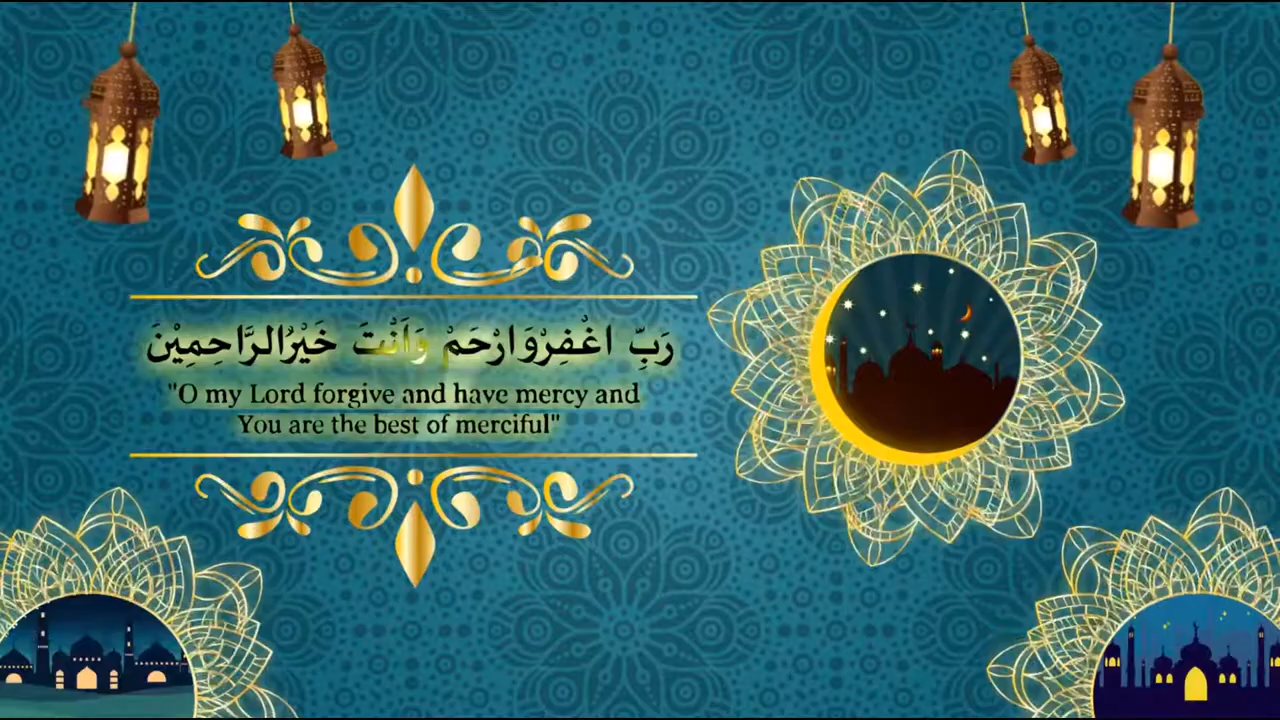 رَبِّ اغْفِرْ وَارْحَمْ وَاَنْتَ خَيْرُ الرَّاحِمِيْنَ
"O my Lord forgive and have mercy and
You are the best of merciful"